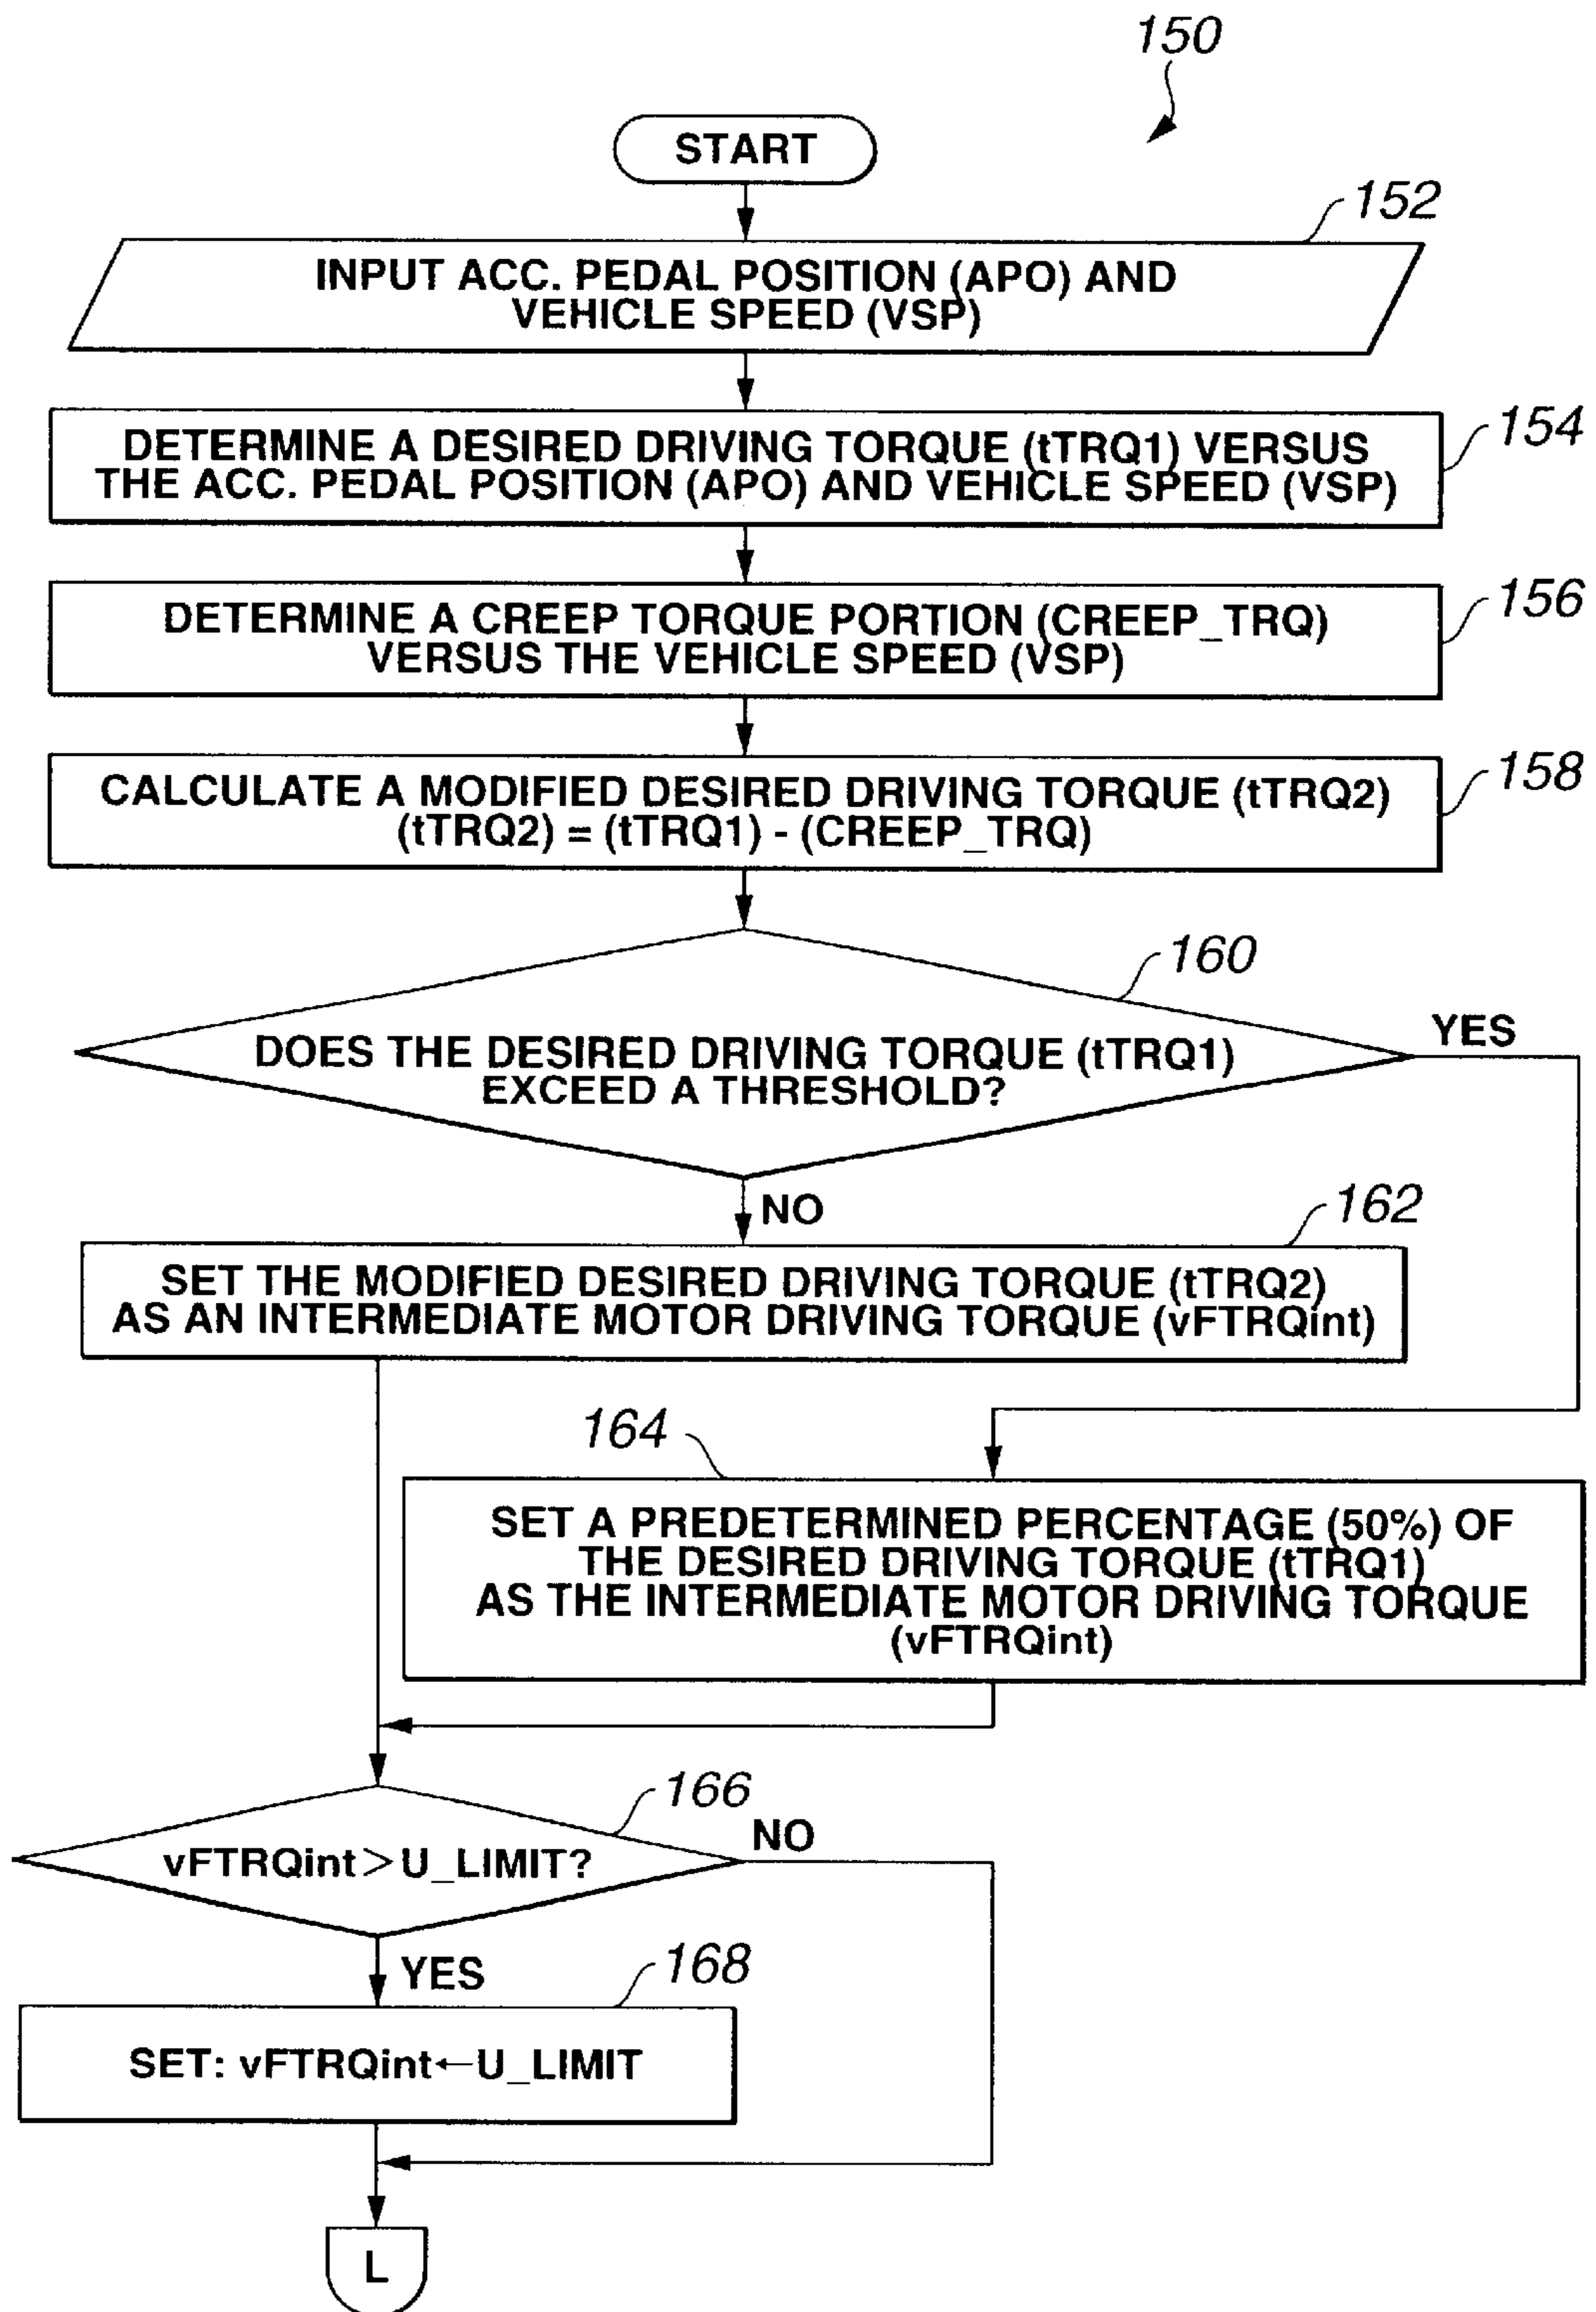 150
START
152
INPUT ACC. PEDAL POSITION (APO) AND
VEHICLE SPEED (VSP)
154
DETERMINE A DESIRED DRIVING TORQUE (tTRQ1) VERSUS
THE ACC. PEDAL POSITION (APO) AND VEHICLE SPEED (VSP)
156
DETERMINE A CREEP TORQUE PORTION (CREEP_TRQ)
VERSUS THE VEHICLE SPEED (VSP)
158
CALCULATE A MODIFIED DESIRED DRIVING TORQUE (tTRQ2)
(tTRQ2) = (tTRQ1) - (CREEP_TRQ)
160
YES
DOES THE DESIRED DRIVING TORQUE (tTRQ1)
EXCEED A THRESHOLD?
NO
162
SET THE MODIFIED DESIRED DRIVING TORQUE (tTRQ2)
AS AN INTERMEDIATE MOTOR DRIVING TORQUE (vFTRQint)
164
SET A PREDETERMINED PERCENTAGE (50%) OF
THE DESIRED DRIVING TORQUE (tTRQ1)
AS THE INTERMEDIATE MOTOR DRIVING TORQUE
(vFTRQint)
166
NO
vFTRQint>U_LIMIT?
YES
168
SET: vFTRQint←U_LIMIT
L